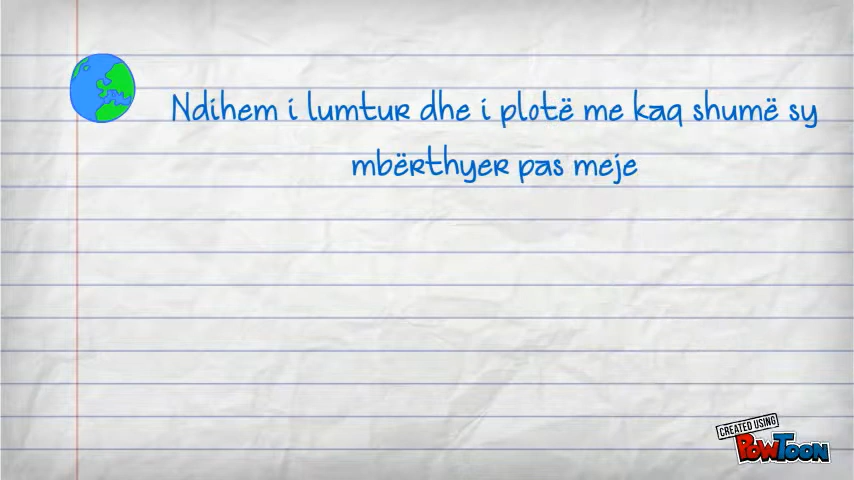 Ndihem i lumtur dhe i plotë me kaq shumë sy
mbërthyer pas meje
CREATED USING
POWTOON